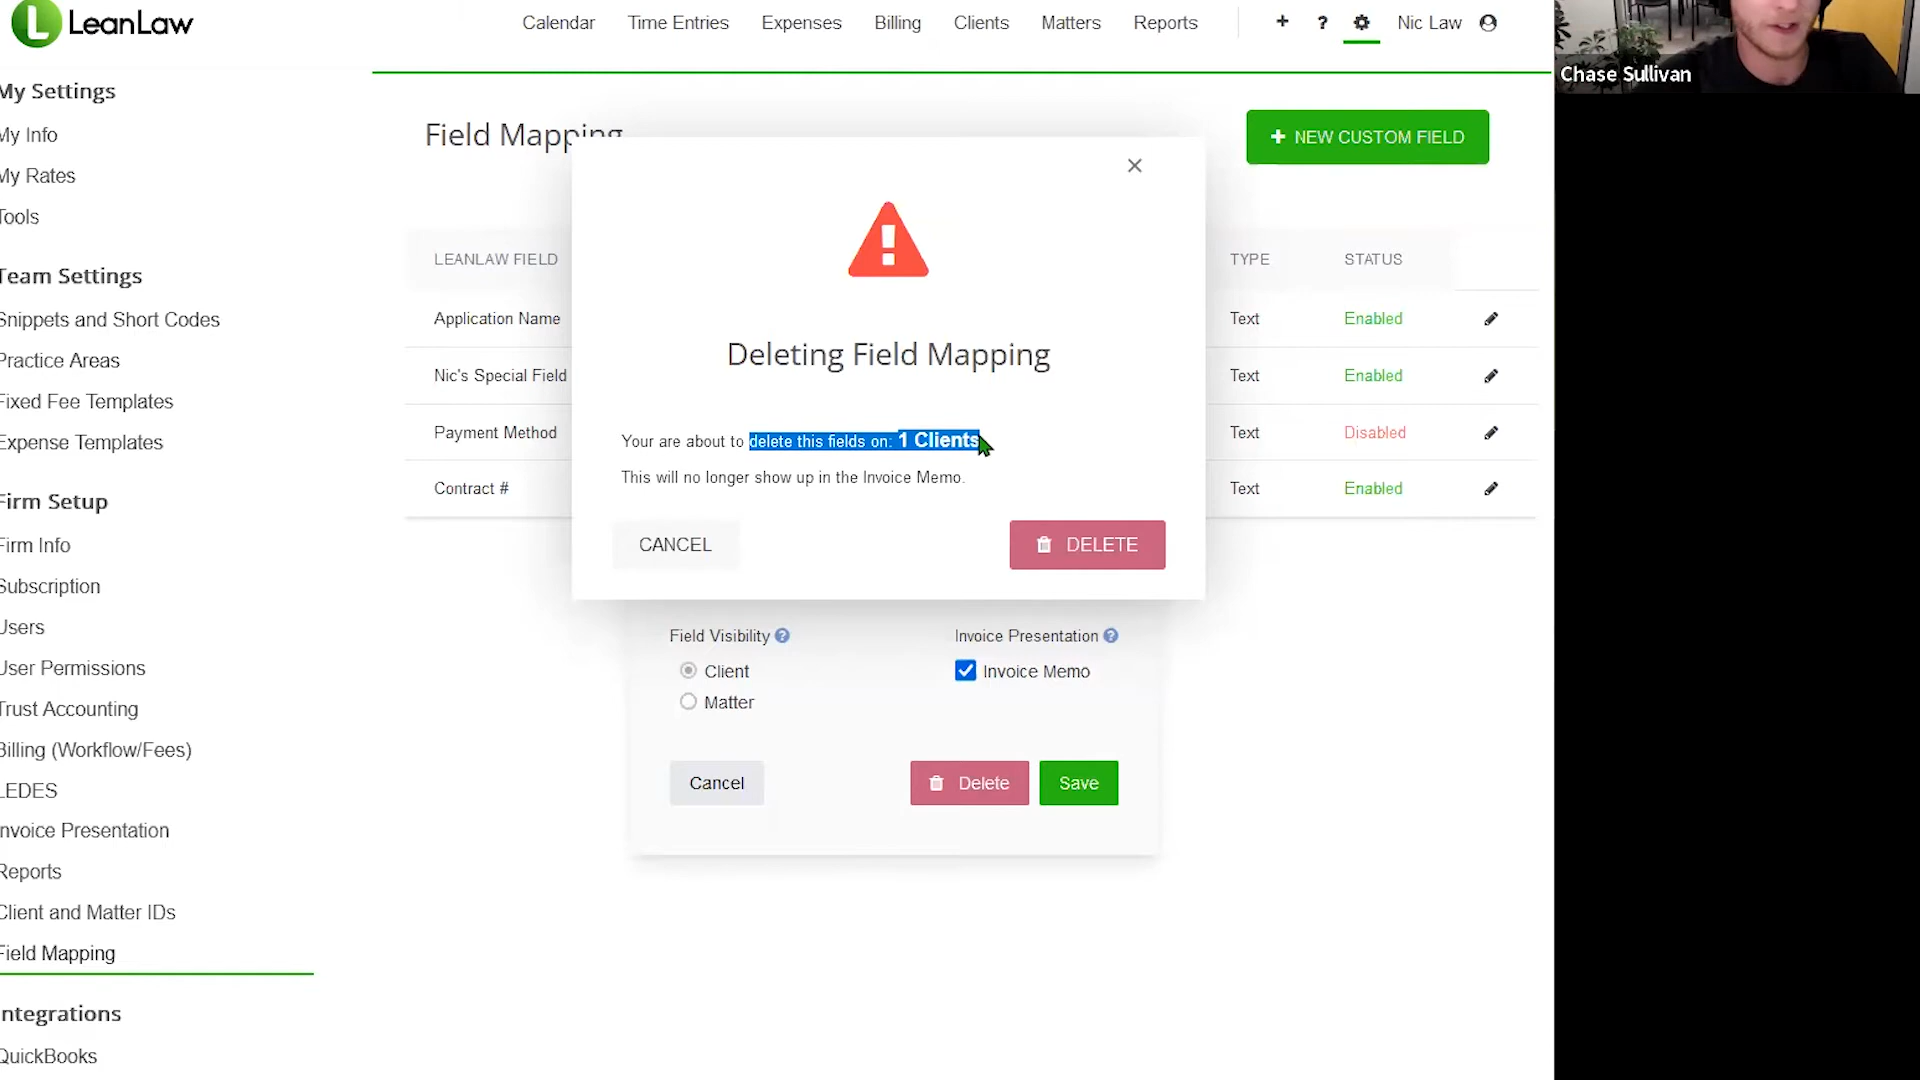 LeanLaw
Calendar Time Entries Expenses Billing Clients Matters Reports + ? Nic Law
Chase Sullivan
My Settings
My Info
My Rates
Tools
Team Settings
Snippets and Short Codes
Practice Areas
Fixed Fee Templates
Expense Templates
Firm Setup
Firm Info
Subscription
Users
User Permissions
Trust Accounting
Billing (Workflow/Fees)
LEDES
Invoice Presentation
Reports
Client and Matter IDs
Field Mapping
Integrations
QuickBooks
Field Mapping
+ NEW CUSTOM FIELD
LEANLAW FIELD TYPE STATUS
Application Name Text Enabled
Nic's Special Field Text Enabled
Payment Method Text Disabled
Contract # Text Enabled
Deleting Field Mapping
Your are about to delete this fields on: 1 Clients
This will no longer show up in the Invoice Memo.
CANCEL DELETE
Field Visibility ? Invoice Presentation ?
Client Invoice Memo
Matter
Cancel Delete Save